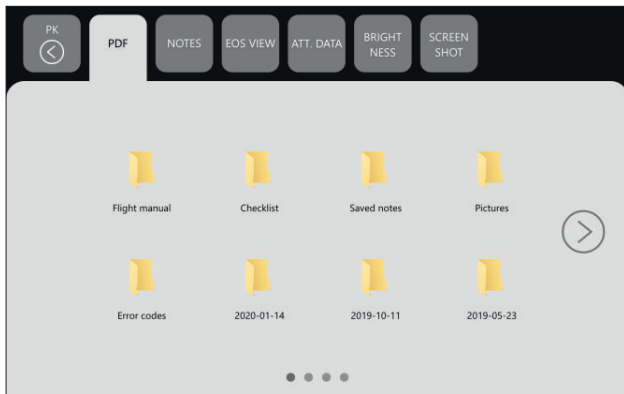 PK
PDF
NOTES
EOS VIEW
ATT. DATA
BRIGHT
NESS
SCREEN
SHOT
Flight manual
Checklist
Saved notes
Pictures
Error codes
2020-01-14
2019-10-11
2019-05-23